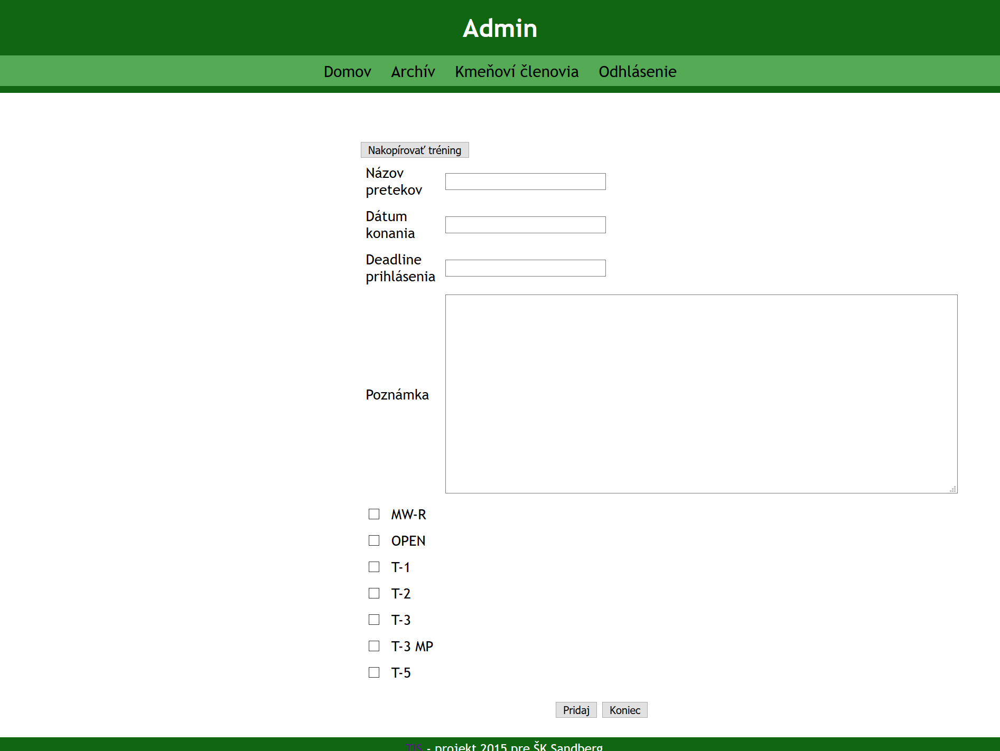 Admin
Domov Archív Kmeňoví členovia Odhlásenie
Nakopírovať tréning
Názov
pretekov
Dátum
konania
Deadline
prihlásenia
Poznámka
MW-R
OPEN
T-1
T-2
T-3
T-3 MP
T-5
Pridaj Koniec
TIS - projekt 2015 pre ŠK Sandberg